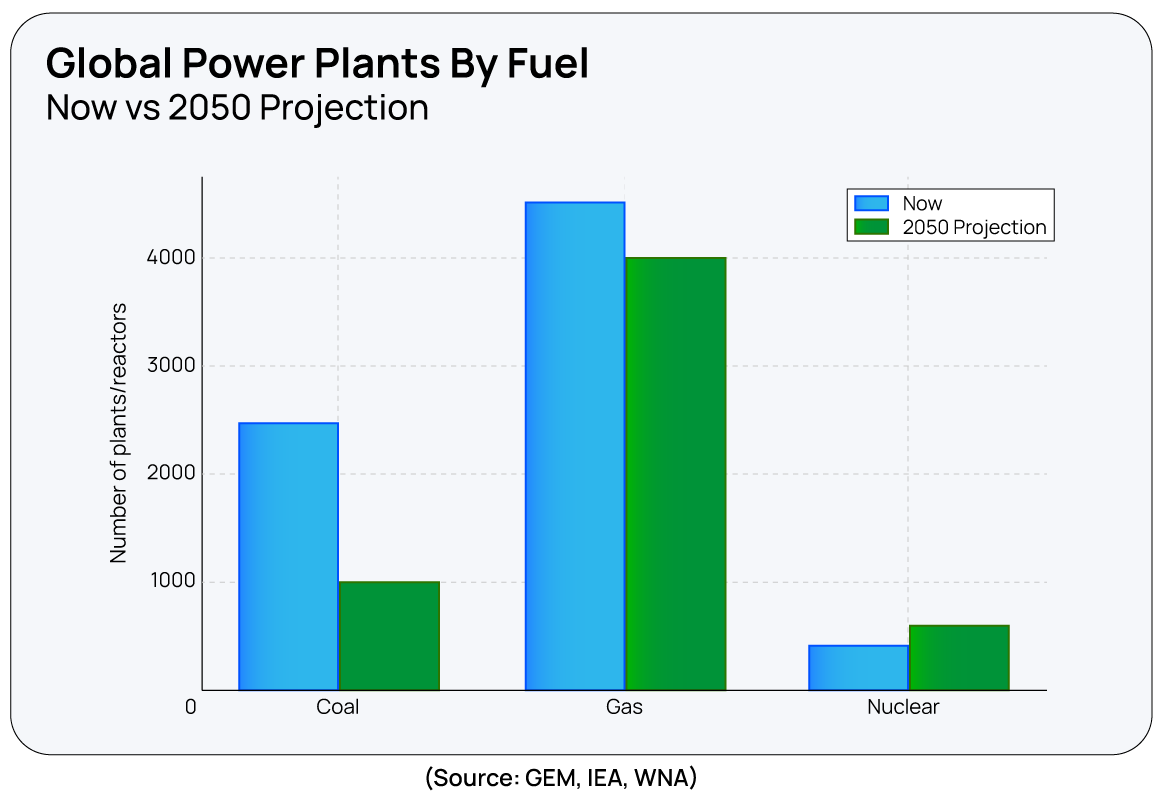 Global Power Plants By Fuel
Now vs 2050 Projection
Now
2050 Projection
Number of plants/reactors
4000
3000
2000
1000
0
Coal
Gas
Nuclear
(Source: GEM, IEA, WNA)